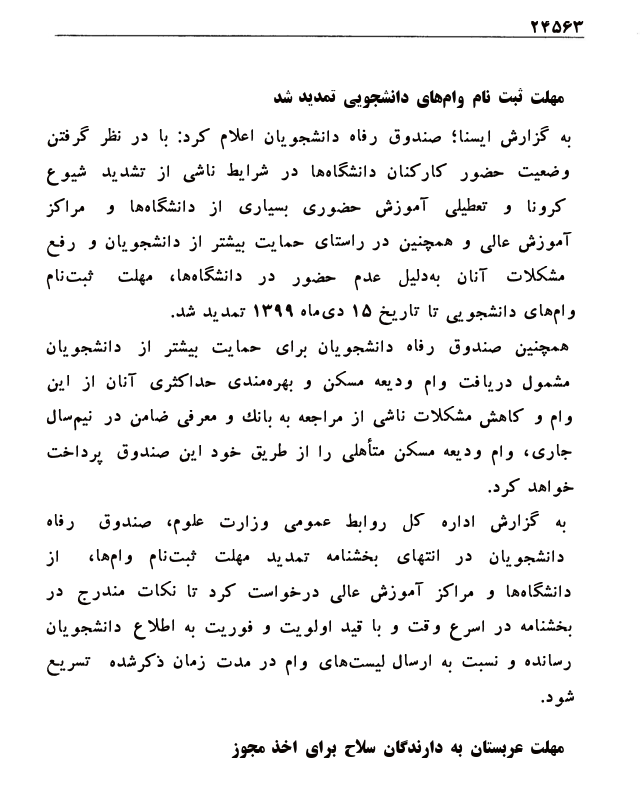 ۲۴۵۶۳
مهلت ثبت نام وام‌های دانشجویی تمدید شد
به گزارش ایسنا؛ صندوق رفاه دانشجویان اعلام کرد: با در نظر گرفتن
وضعیت حضور کارکنان دانشگاه‌ها در شرایط ناشی از تشدید شیوع
کرونا و تعطیلی آموزش حضوری بسیاری از دانشگاه‌ها و مراکز
آموزش عالی و همچنین در راستای حمایت بیشتر از دانشجویان و رفع
مشکلات آنان به‌دلیل عدم حضور در دانشگاه‌ها، مهلت ثبت‌نام
وام‌های دانشجویی تا تاریخ ۱۵ دی‌ماه ۱۳۹۹ تمدید شد.
همچنین صندوق رفاه دانشجویان برای حمایت بیشتر از دانشجویان
مشمول دریافت وام ودیعه مسکن و بهره‌مندی حداکثری آنان از این
وام و کاهش مشکلات ناشی از مراجعه به بانك و معرفی ضامن در نیم‌سال
جاری، وام ودیعه مسکن متأهلی را از طریق خود این صندوق پرداخت
خواهد کرد.
به گزارش اداره کل روابط عمومی وزارت علوم، صندوق رفاه
دانشجویان در انتهای بخشنامه تمدید مهلت ثبت‌نام وام‌ها، از
دانشگاه‌ها و مراکز آموزش عالی درخواست کرد تا نکات مندرج در
بخشنامه در اسرع وقت و با قید اولویت و فوریت به اطلاع دانشجویان
رسانده و نسبت به ارسال لیست‌های وام در مدت زمان ذکرشده تسریع
شود.
مهلت عربستان به دارندگان سلاح برای اخذ مجوز